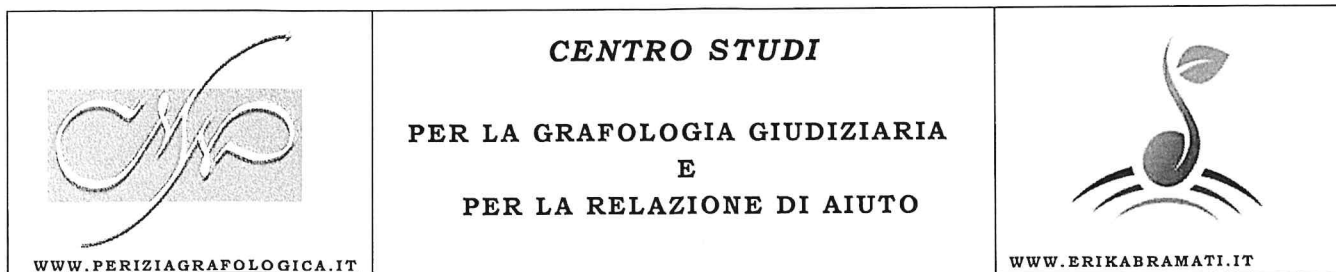 CENTRO STUDI
PER LA GRAFOLOGIA GIUDIZIARIA
E
PER LA RELAZIONE DI AIUTO
WWW.PERIZIAGRAFOLOGICA.IT
WWW.ERIKABRAMATI.IT